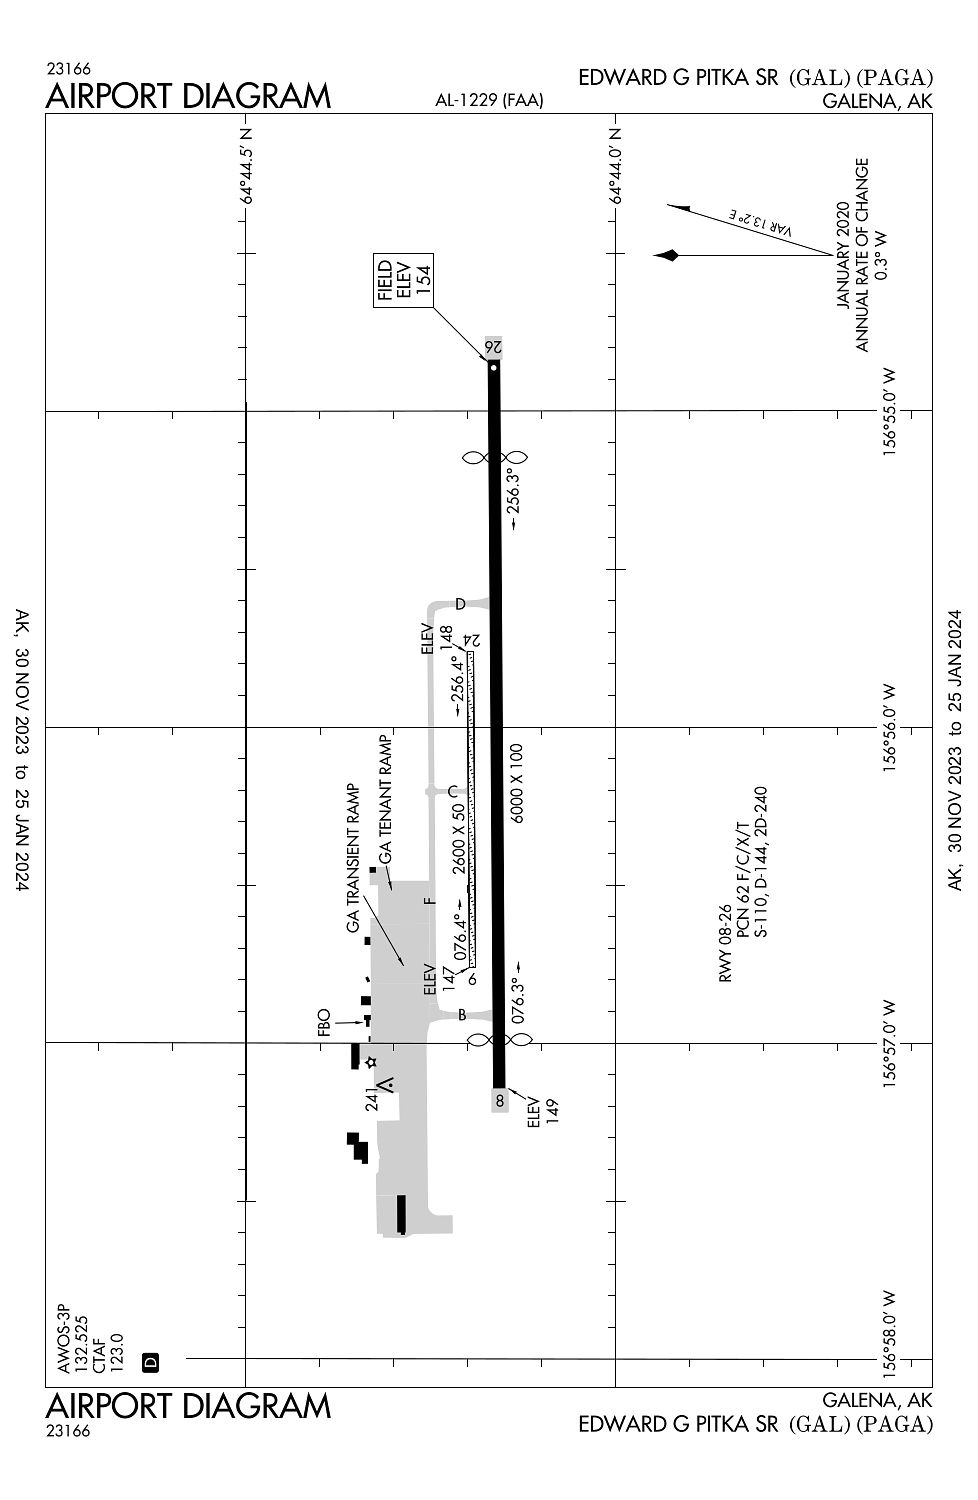 23166
AIRPORT DIAGRAM
AL-1229 (FAA)
EDWARD G PITKA SR (GAL) (PAGA)
GALENA, AK
64°44.5' N
64°44.0' N
VAR 13.2° E
JANUARY 2020
ANNUAL RATE OF CHANGE
0.3° W
FIELD
ELEV
154
26
156°55.0' W
256.3°
D
ELEV
148
24
256.4°
156°56.0' W
GA TENANT RAMP
GA TRANSIENT RAMP
C
2600 X 50
6000 X 100
RWY 08-26
PCN 62 F/C/X/T
S-110, D-144, 2D-240
F
076.4°
ELEV
147
6
076.3°
B
FBO
156°57.0' W
241
8
ELEV
149
AWOS-3P
132.525
CTAF
123.0
D
156°58.0' W
AK, 30 NOV 2023 to 25 JAN 2024
AK, 30 NOV 2023 to 25 JAN 2024
AIRPORT DIAGRAM
23166
GALENA, AK
EDWARD G PITKA SR (GAL) (PAGA)